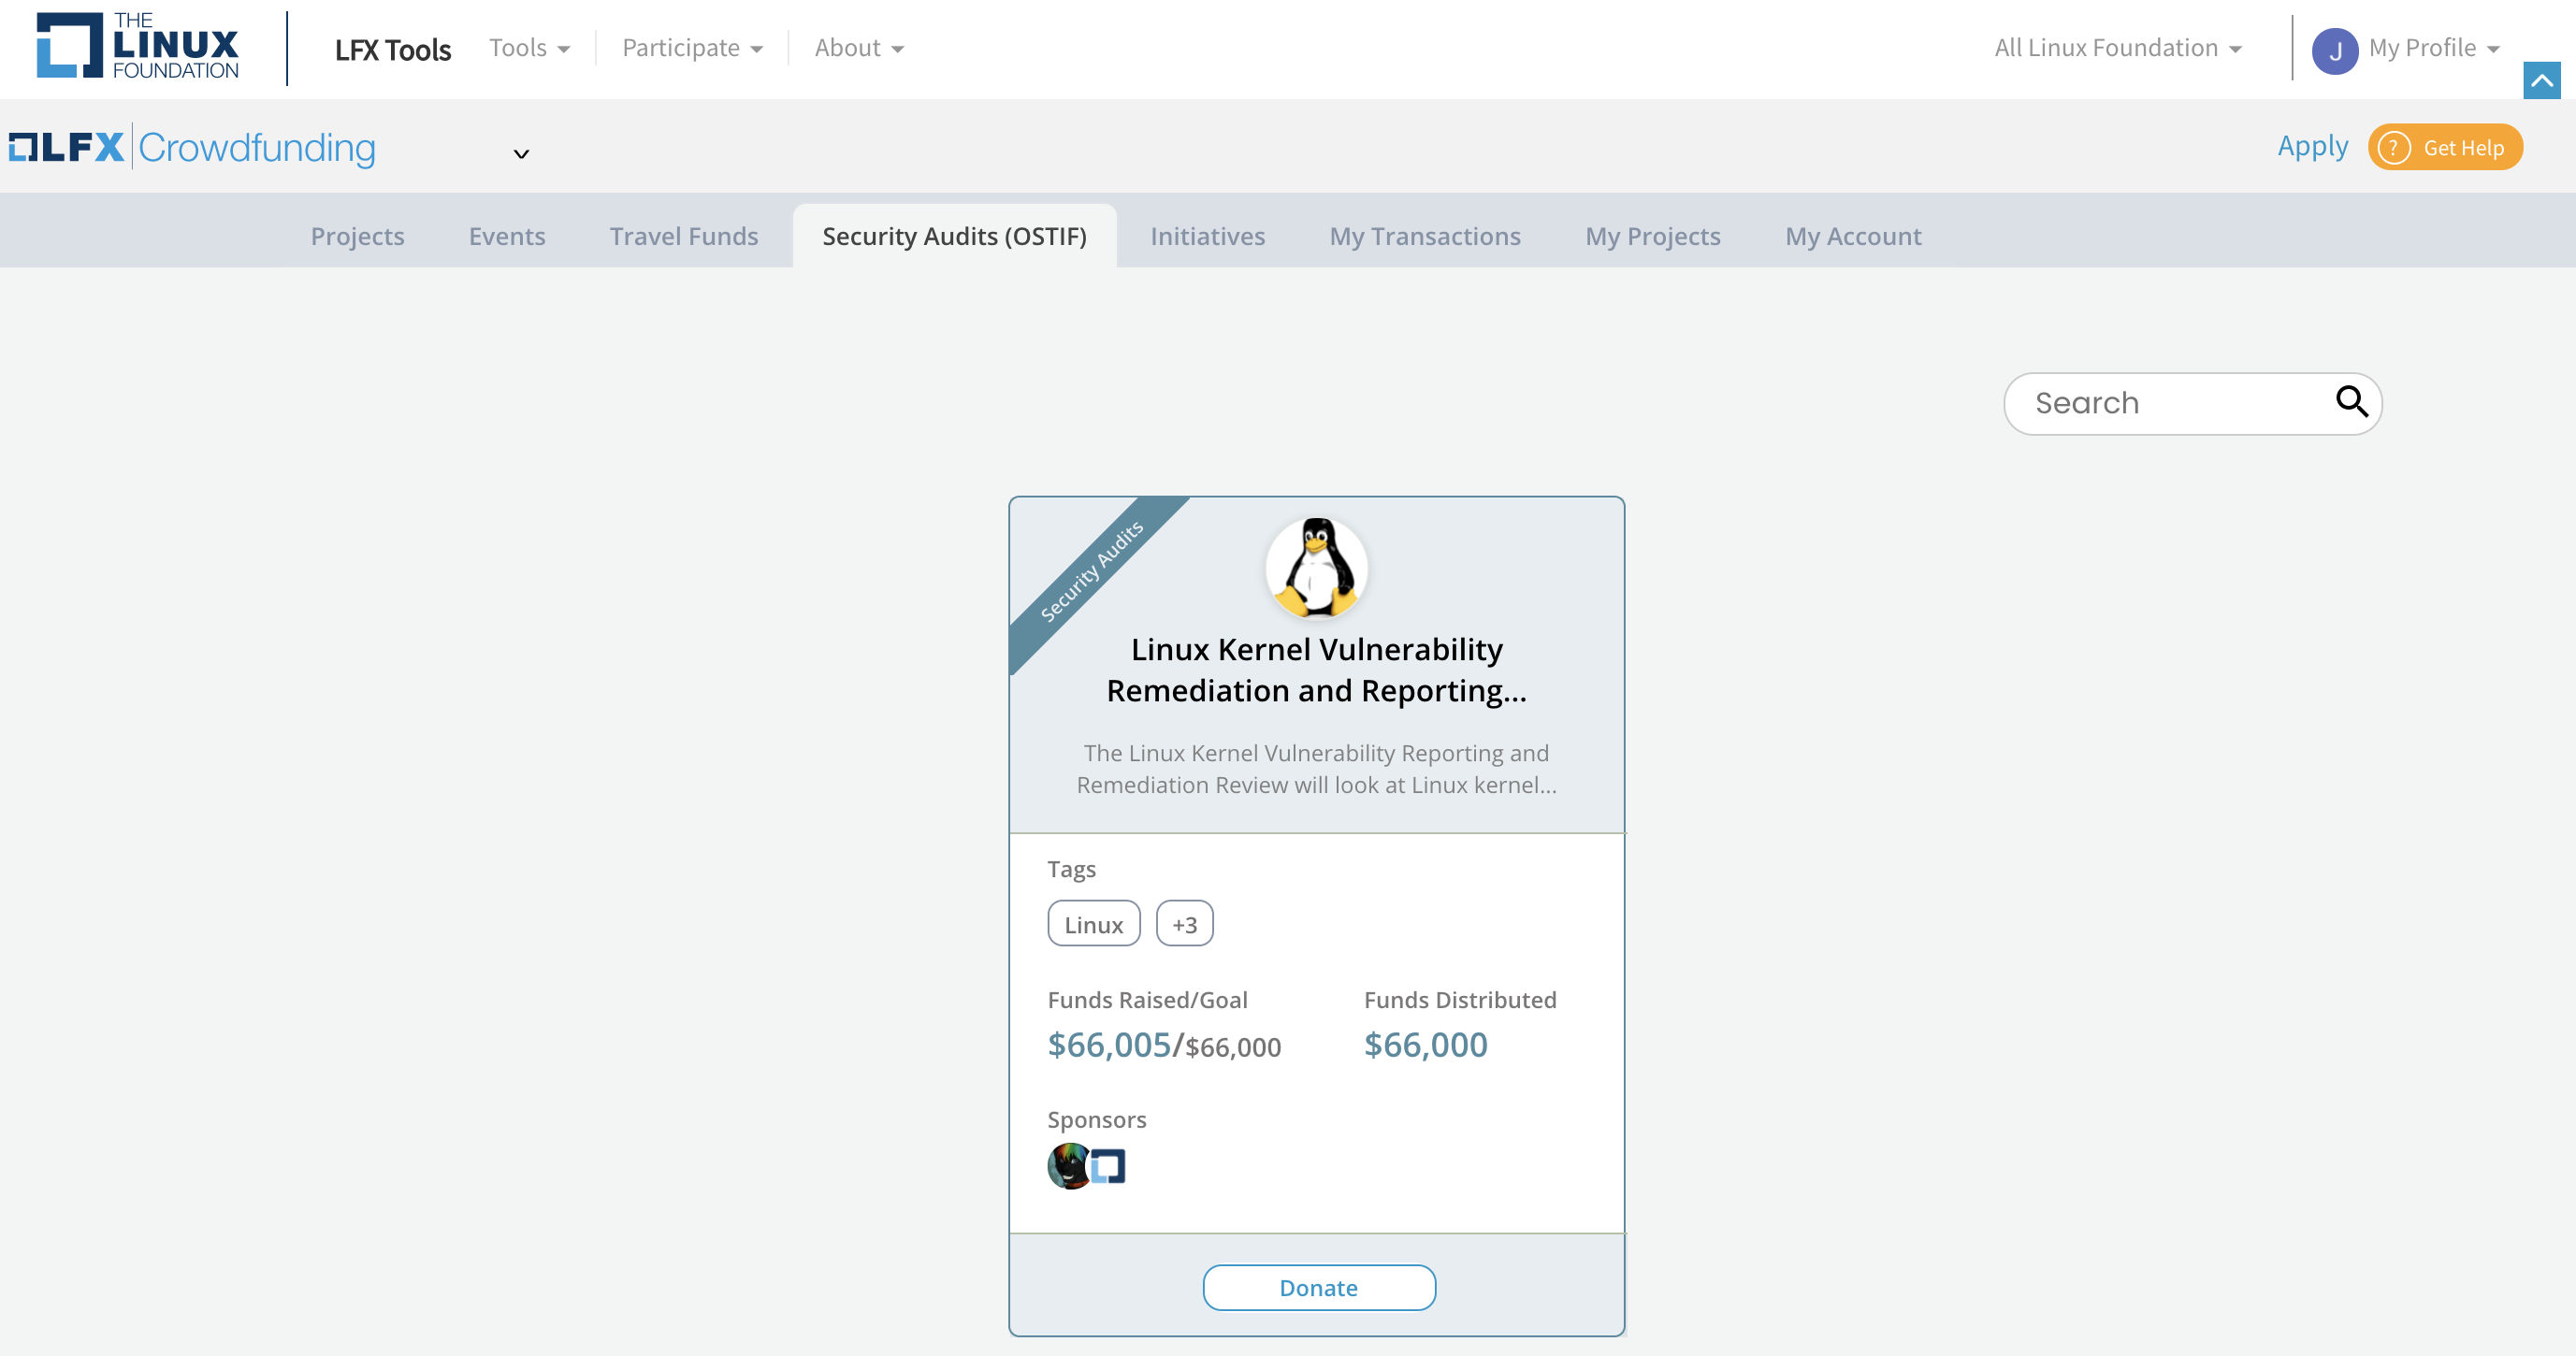 THE
LINUX
FOUNDATION
LFX Tools
Tools
Participate
About
All Linux Foundation
J
My Profile
LFX Crowdfunding
Apply
? Get Help
Projects
Events
Travel Funds
Security Audits (OSTIF)
Initiatives
My Transactions
My Projects
My Account
Search
Security Audits
Linux Kernel Vulnerability
Remediation and Reporting...
The Linux Kernel Vulnerability Reporting and
Remediation Review will look at Linux kernel...
Tags
Linux
+3
Funds Raised/Goal
$66,005/$66,000
Funds Distributed
$66,000
Sponsors
Donate